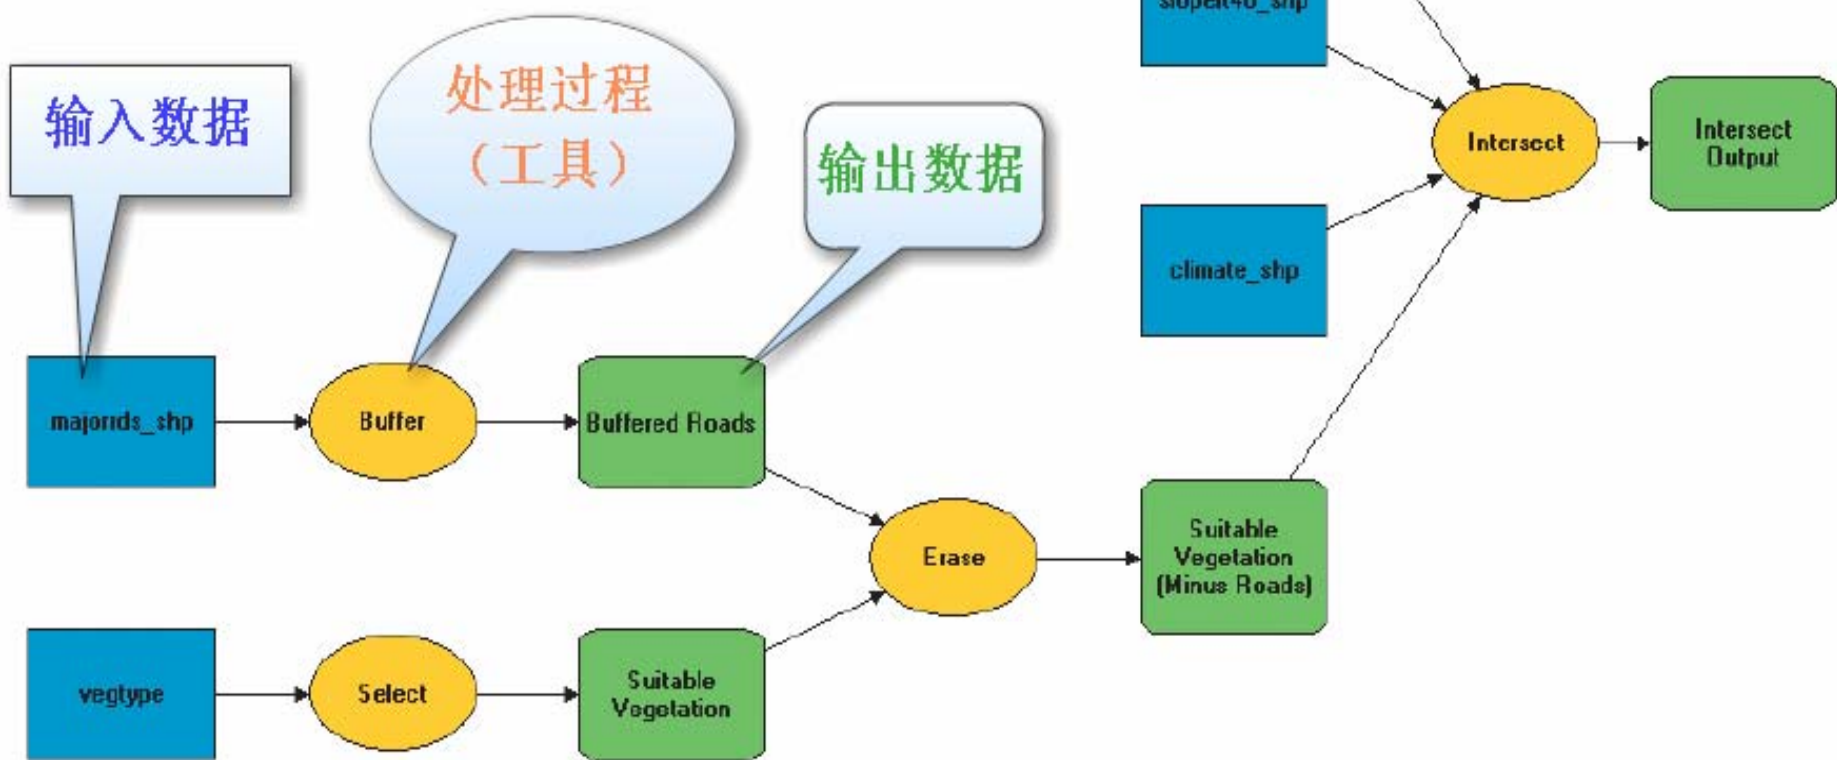 输入数据
处理过程
（工具）
输出数据
Intersect
Intersect
Output
climate_shp
majorrds_shp
Buffer
Buffered Roads
Erase
Suitable
Vegetation
(Minus Roads)
vegtype
Select
Suitable
Vegetation